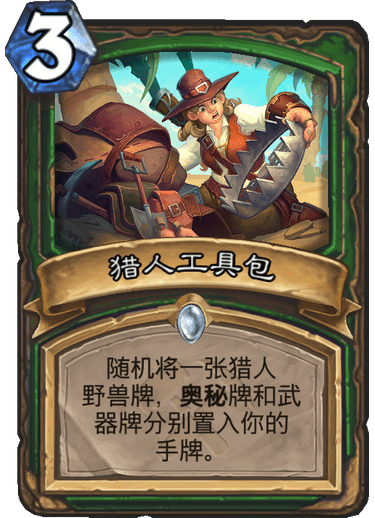 3
猎人工具包
随机将一张猎人
野兽牌，奥秘牌和武
器牌分别置入你的
手牌。